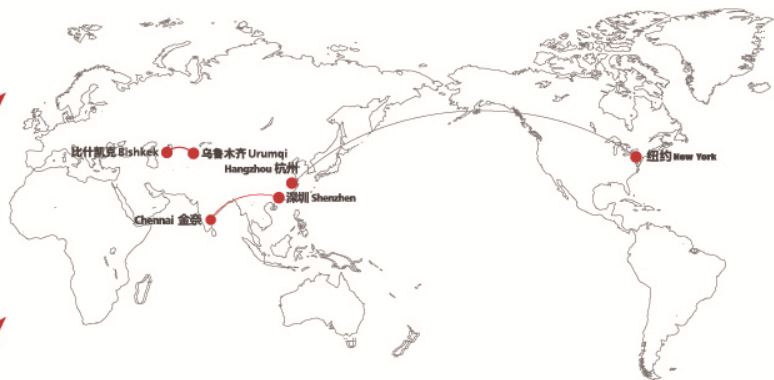 比什凯克 Bishkek
乌鲁木齐 Urumqi
Hangzhou 杭州
纽约 New York
深圳 Shenzhen
Chennai 金奈